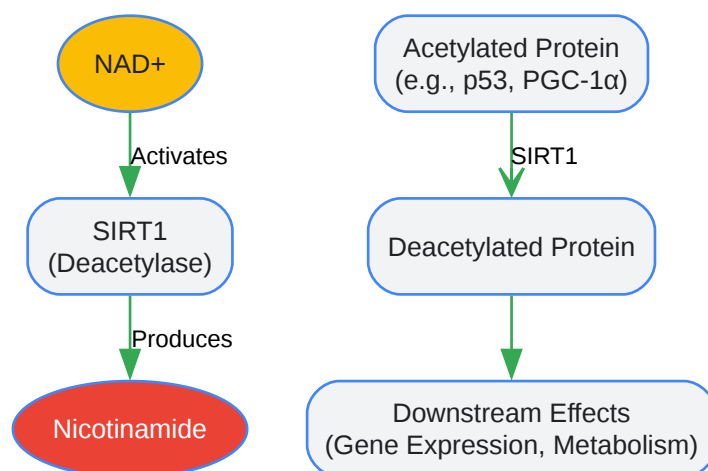 NAD+
Activates
SIRT1
(Deacetylase)
Produces
Nicotinamide
Acetylated Protein
(e.g., p53, PGC-1α)
SIRT1
Deacetylated Protein
Downstream Effects
(Gene Expression, Metabolism)